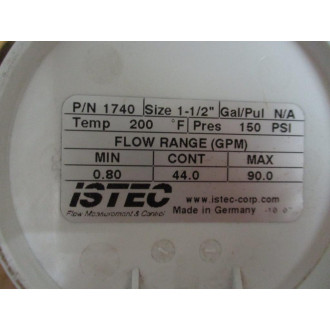 P/N 1740 Size 1-1/2" Gal/Pul N/A
Temp 200 °F Pres 150 PSI
FLOW RANGE (GPM)
MIN CONT MAX
0.80 44.0 90.0
ISTEC www.istec-corp.com
Flow Measurement & Control Made in Germany